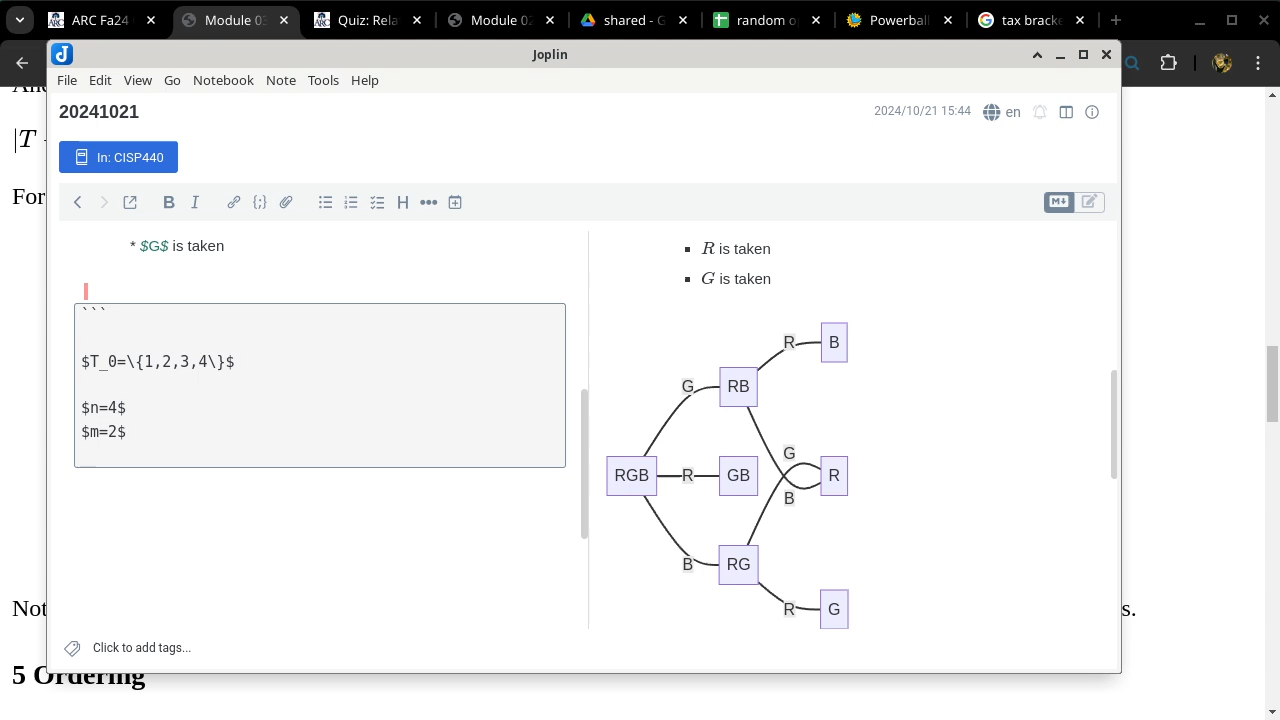 ARC Fa24
Module 03
Quiz: Rela
Module 02
shared - G
random o
Powerball
tax bracke
Joplin
File Edit View Go Notebook Note Tools Help
20241021
2024/10/21 15:44
en
In: CISP440
* $G$ is taken
```
$T_0=\{1,2,3,4\}$
$n=4$
$m=2$
R is taken
G is taken
R
B
G
RB
G
RGB
R
GB
R
B
B
RG
R
G
Click to add tags...
|T
For
Not
s.
5 Ordering